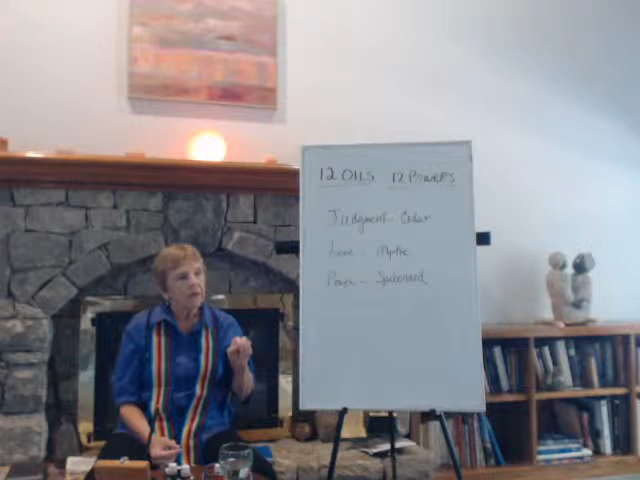 12 OILS 12 Powers
Judgment - Cedar
Love - Myrtle
Power - Spikenard